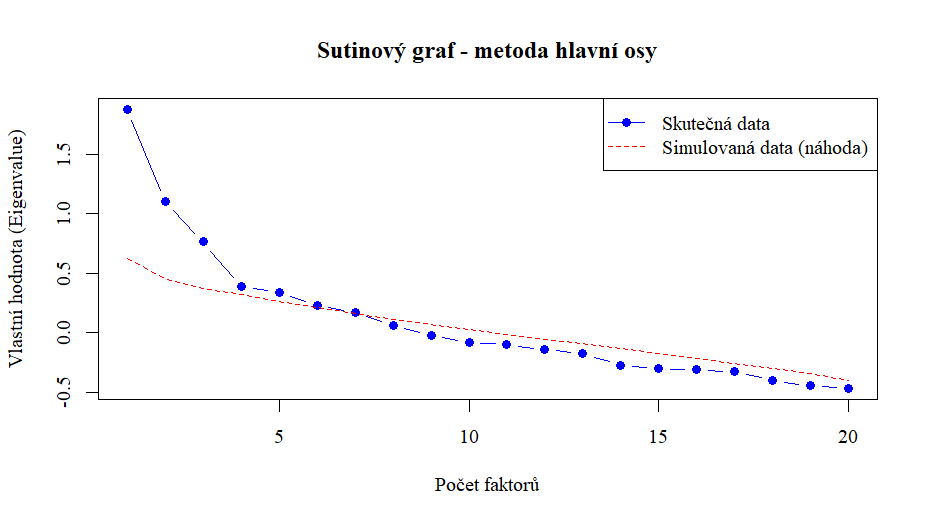 Sutinový graf - metoda hlavní osy
Skutečná data
Simulovaná data (náhoda)
Vlastní hodnota (Eigenvalue)
1.5
1.0
0.5
0.0
-0.5
5
10
15
20
Počet faktorů